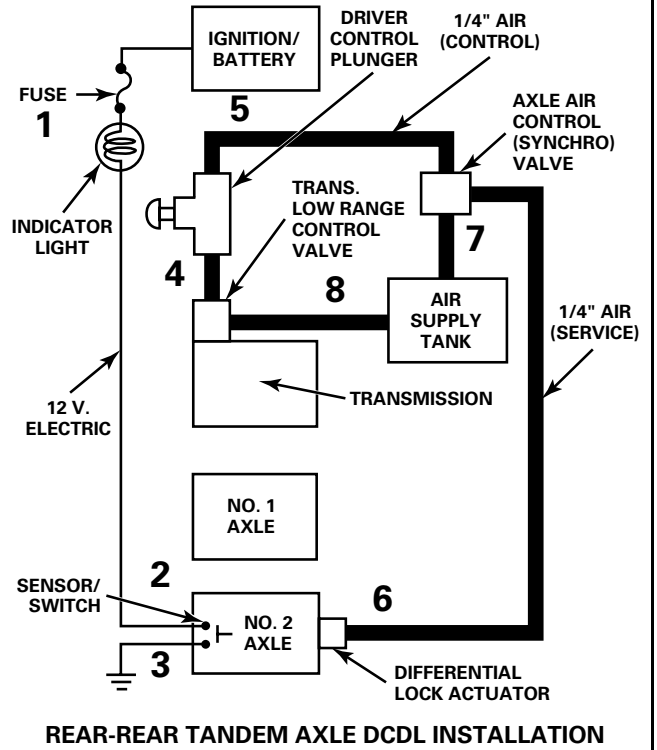 IGNITION/
BATTERY
DRIVER
CONTROL
PLUNGER
1/4" AIR
(CONTROL)
FUSE
1
5
AXLE AIR
CONTROL
(SYNCHRO)
VALVE
INDICATOR
LIGHT
TRANS.
LOW RANGE
CONTROL
VALVE
7
4
8
AIR
SUPPLY
TANK
1/4" AIR
(SERVICE)
12 V.
ELECTRIC
TRANSMISSION
NO. 1
AXLE
2
SENSOR/
SWITCH
NO. 2
AXLE
6
3
DIFFERENTIAL
LOCK ACTUATOR
REAR-REAR TANDEM AXLE DCDL INSTALLATION